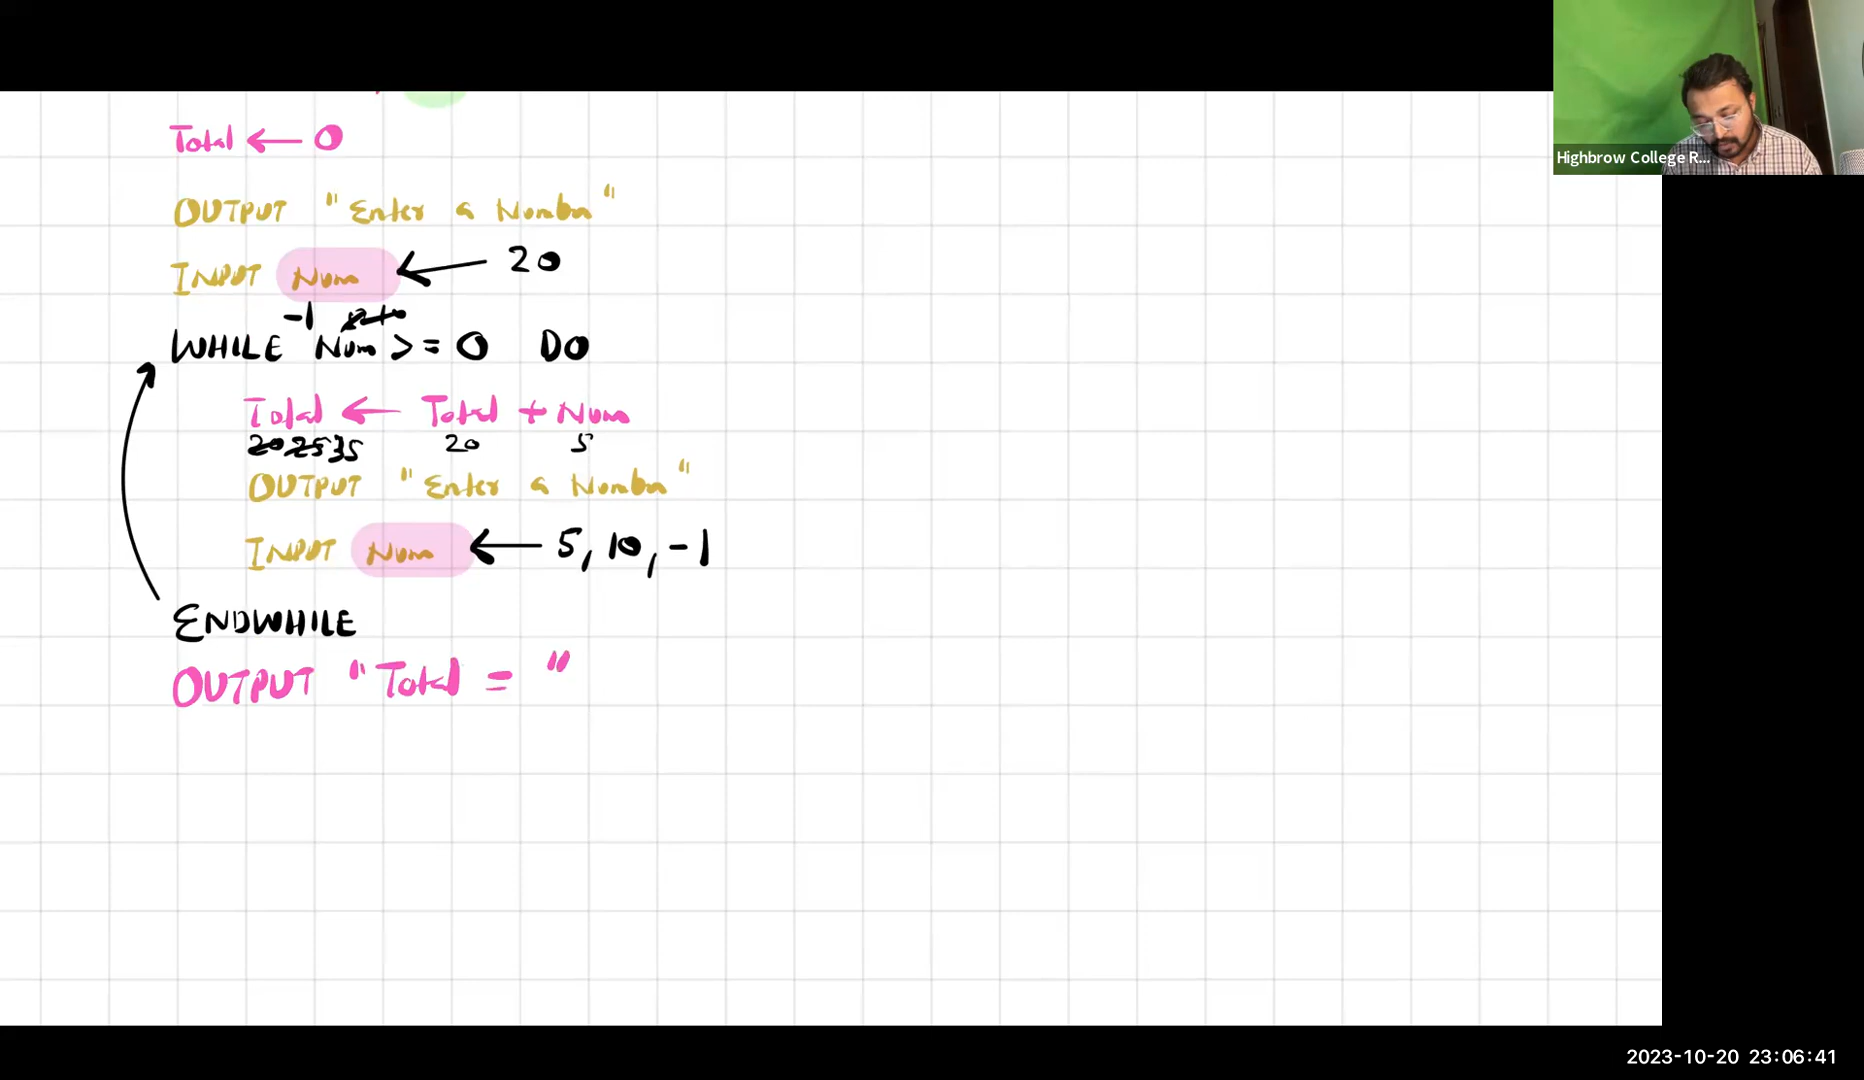 Total ← 0
OUTPUT "Enter a Number"
INPUT Num ← 20
-1
WHILE Num >= 0 DO
Total ← Total + Num
20 25 35 20 5
OUTPUT "Enter a Number"
INPUT Num ← 5, 10, -1
ENDWHILE
OUTPUT "Total = "
Highbrow College R...
2023-10-20 23:06:41